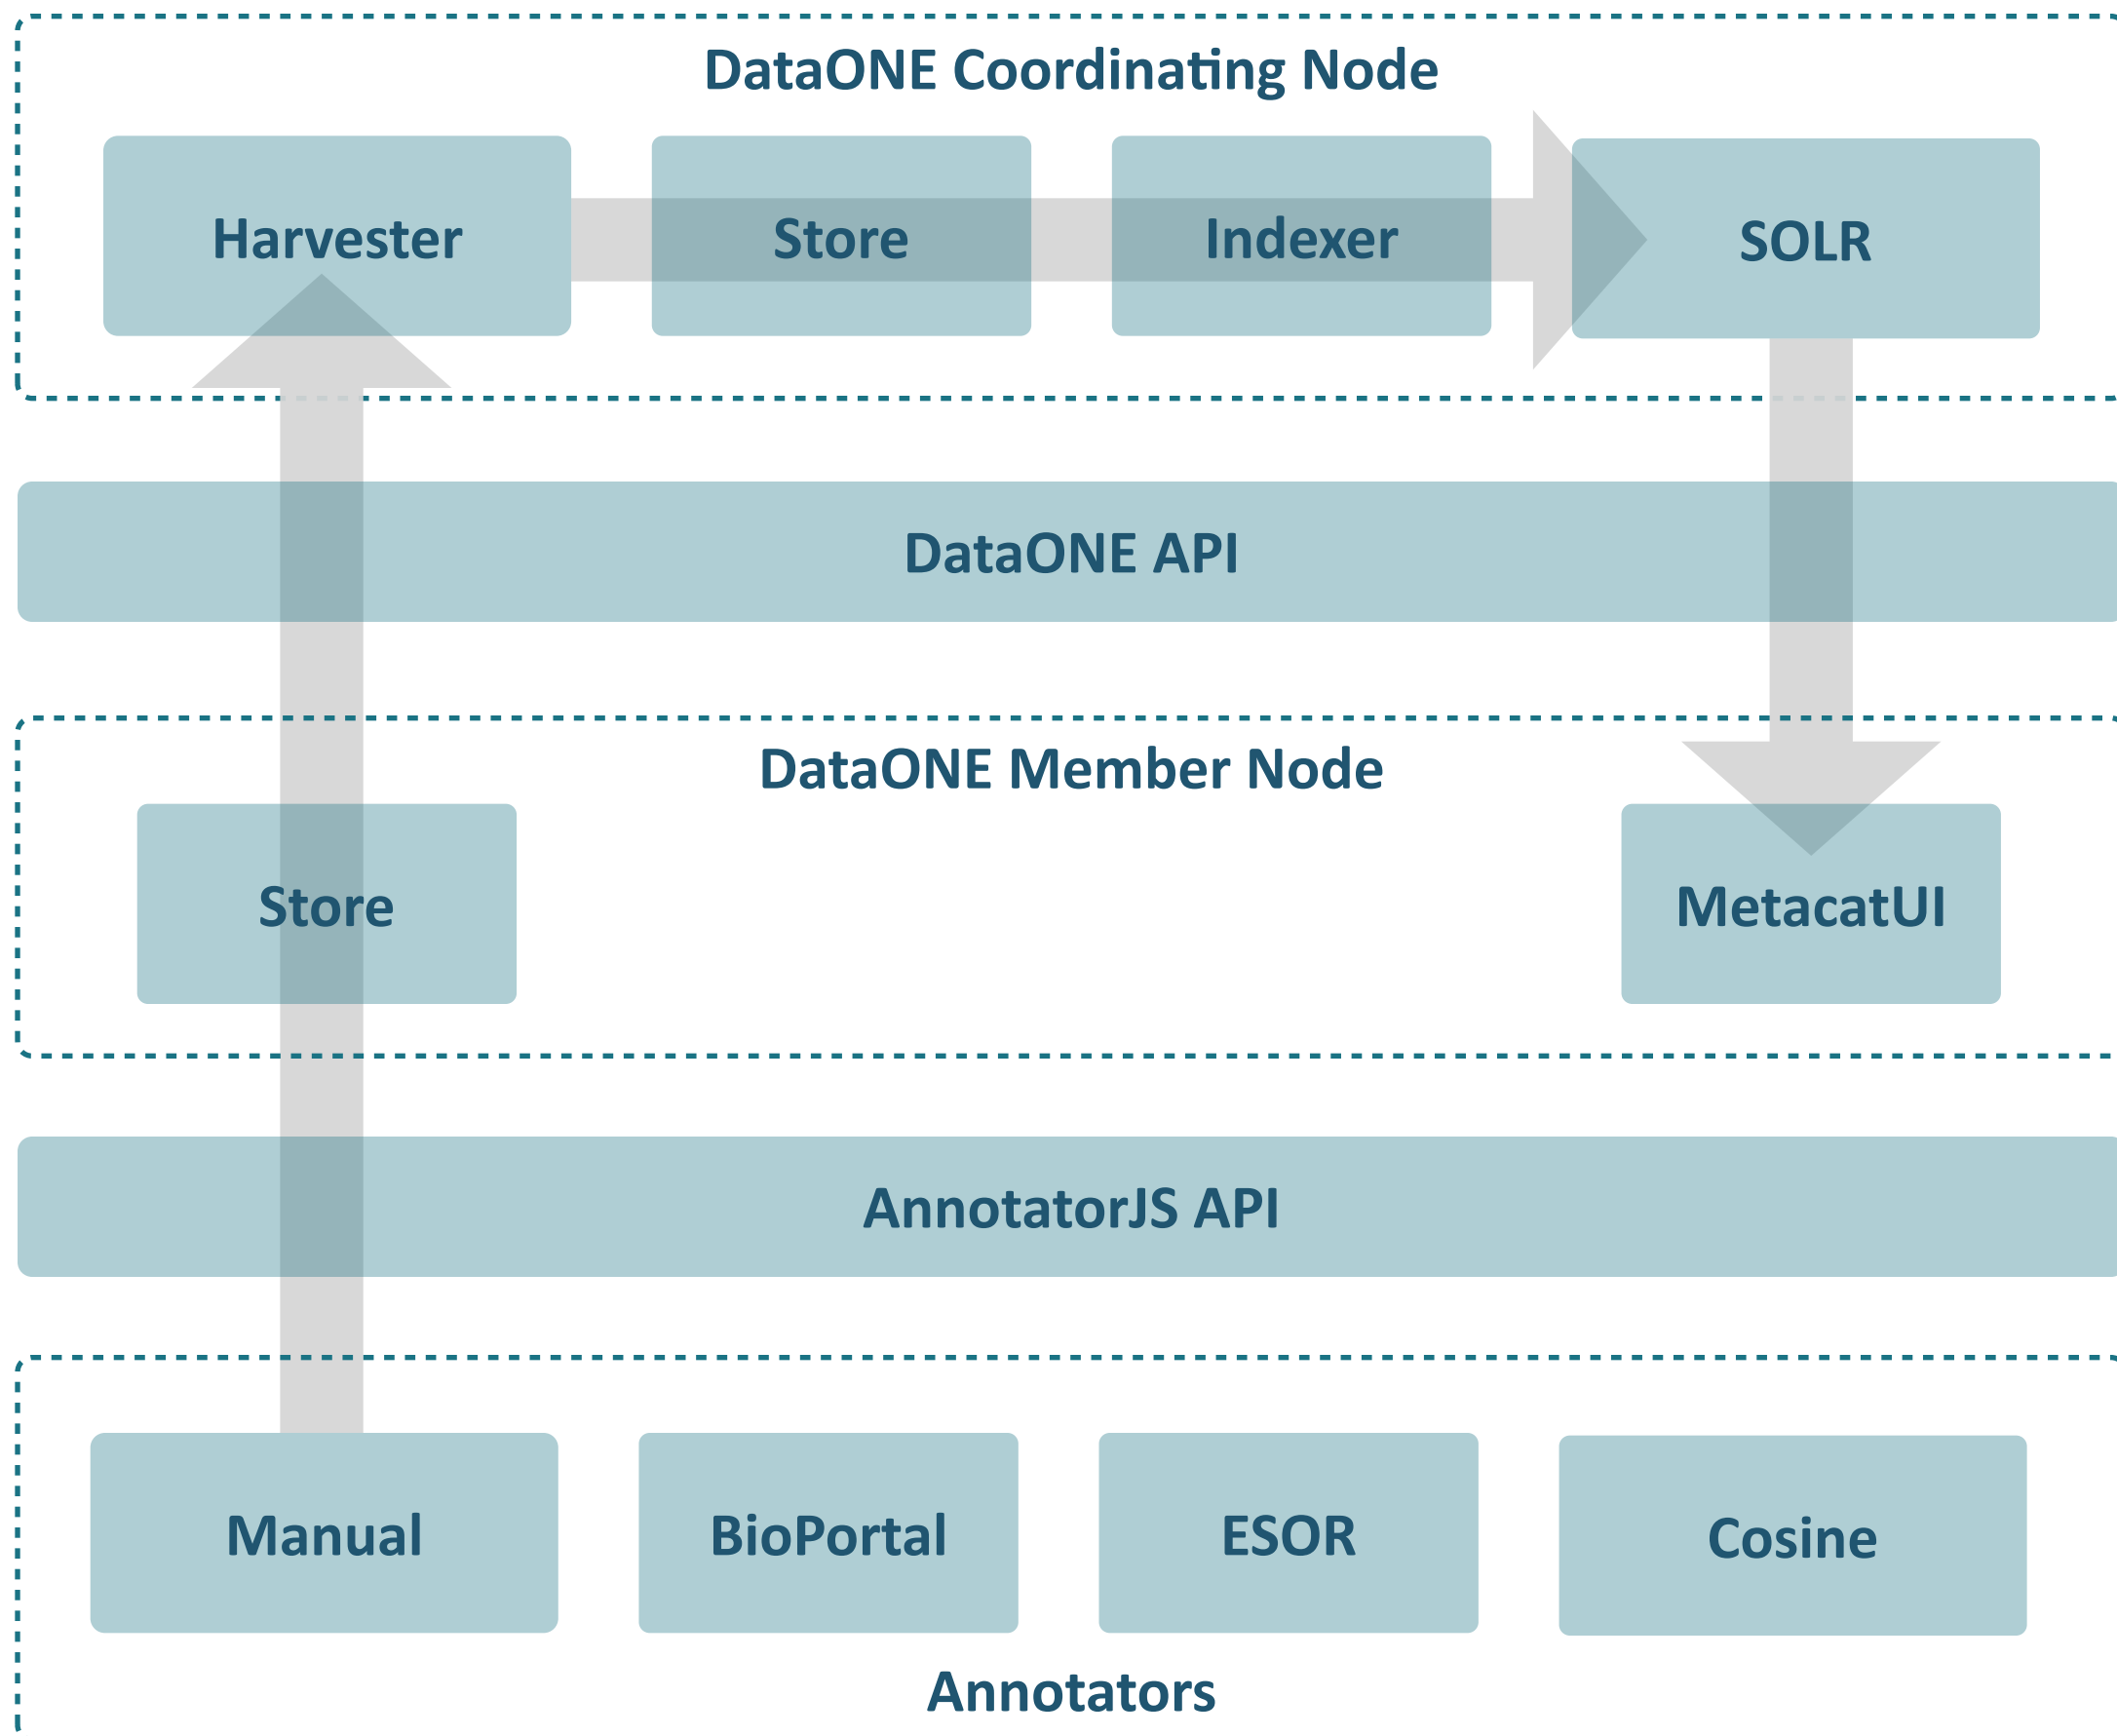 DataONE Coordinating Node
Harvester
Store
Indexer
SOLR
DataONE API
DataONE Member Node
Store
MetacatUI
AnnotatorJS API
Manual
BioPortal
ESOR
Cosine
Annotators